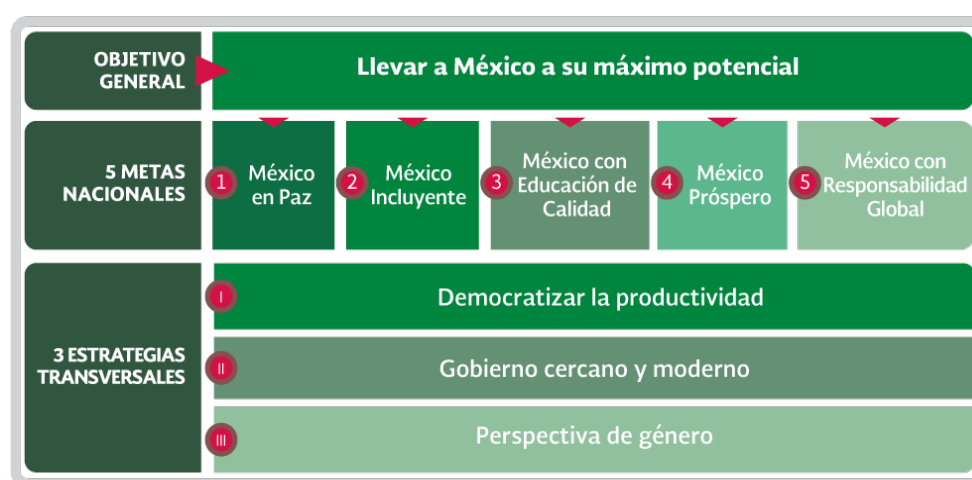 OBJETIVO
GENERAL
Llevar a México a su máximo potencial
5 METAS
NACIONALES
1
México
en Paz
2
México
Incluyente
3
México con
Educación de
Calidad
4
México
Próspero
5
México con
Responsabilidad
Global
3 ESTRATEGIAS
TRANSVERSALES
I
Democratizar la productividad
II
Gobierno cercano y moderno
III
Perspectiva de género